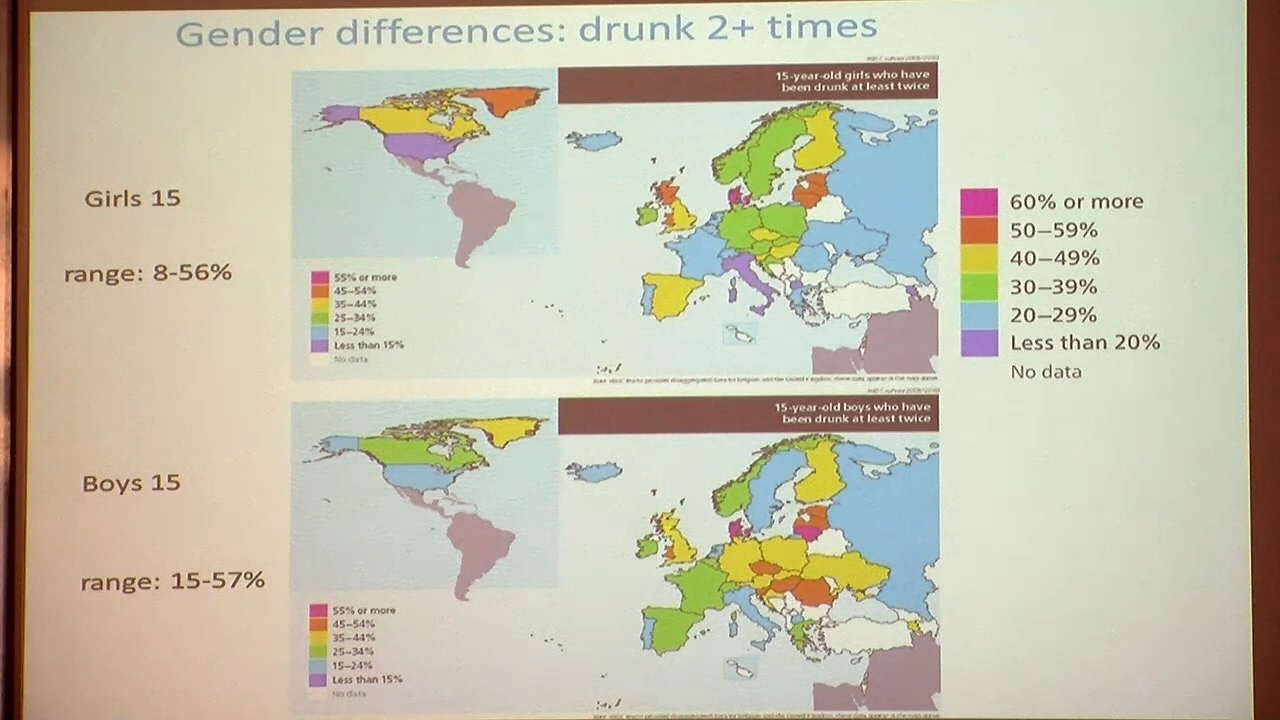 Gender differences: drunk 2+ times
15-year-old girls who have
been drunk at least twice
Girls 15
range: 8-56%
55% or more
45–54%
35–44%
25–34%
15–24%
Less than 15%
No data
60% or more
50–59%
40–49%
30–39%
20–29%
Less than 20%
No data
15-year-old boys who have
been drunk at least twice
Boys 15
range: 15-57%
55% or more
45–54%
35–44%
25–34%
15–24%
Less than 15%
No data